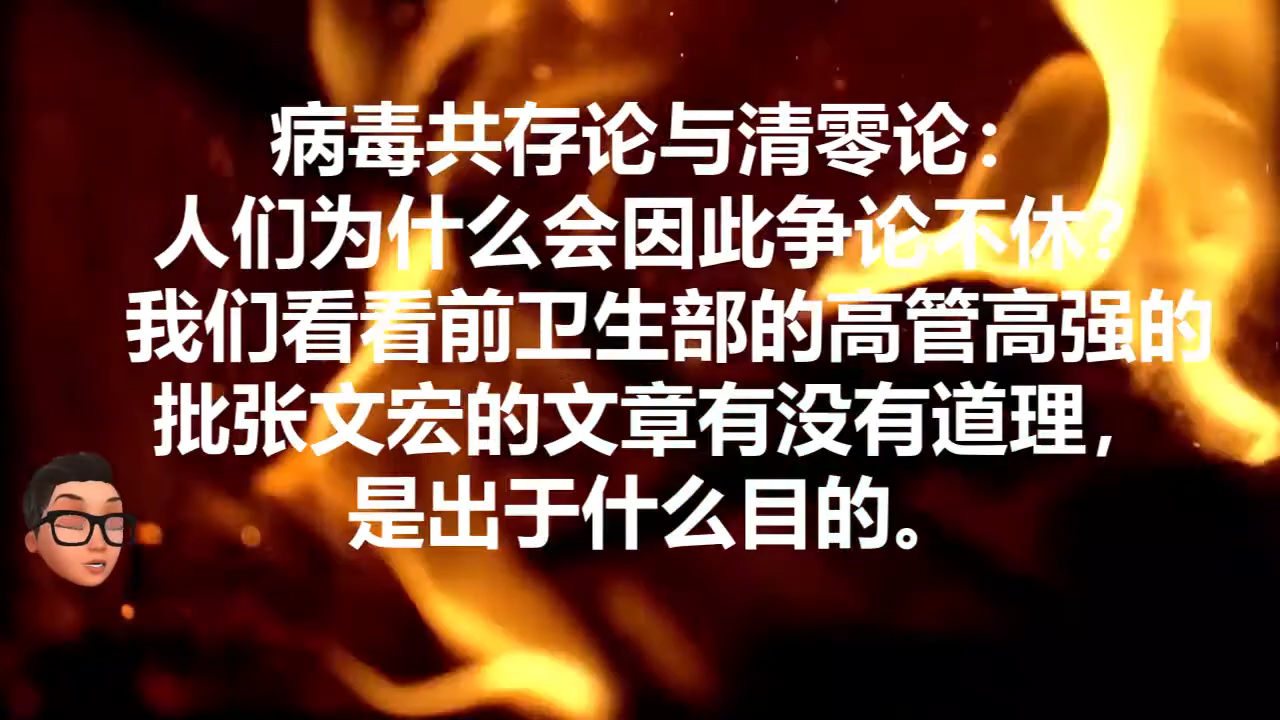 病毒共存论与清零论：
人们为什么会因此争论不休？
我们看看前卫生部的高管高强的
批张文宏的文章有没有道理，
是出于什么目的。